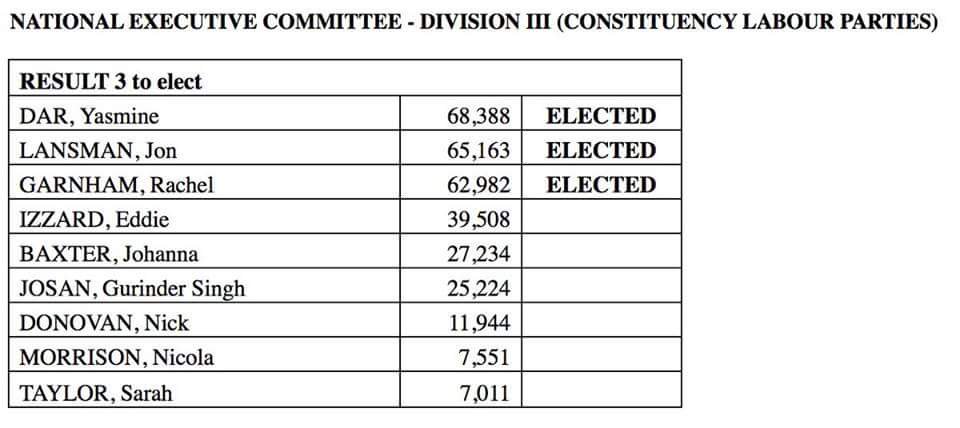 NATIONAL EXECUTIVE COMMITTEE - DIVISION III (CONSTITUENCY LABOUR PARTIES)
RESULT 3 to elect
DAR, Yasmine 68,388 ELECTED
LANSMAN, Jon 65,163 ELECTED
GARNHAM, Rachel 62,982 ELECTED
IZZARD, Eddie 39,508
BAXTER, Johanna 27,234
JOSAN, Gurinder Singh 25,224
DONOVAN, Nick 11,944
MORRISON, Nicola 7,551
TAYLOR, Sarah 7,011